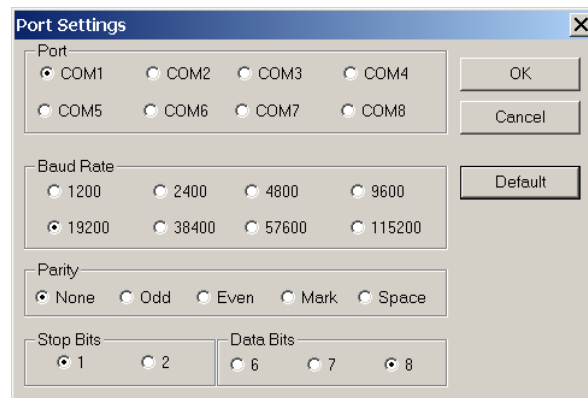 Port Settings
Port
COM1 COM2 COM3 COM4
COM5 COM6 COM7 COM8
OK
Cancel
Baud Rate
1200 2400 4800 9600
19200 38400 57600 115200
Default
Parity
None Odd Even Mark Space
Stop Bits
1 2
Data Bits
6 7 8